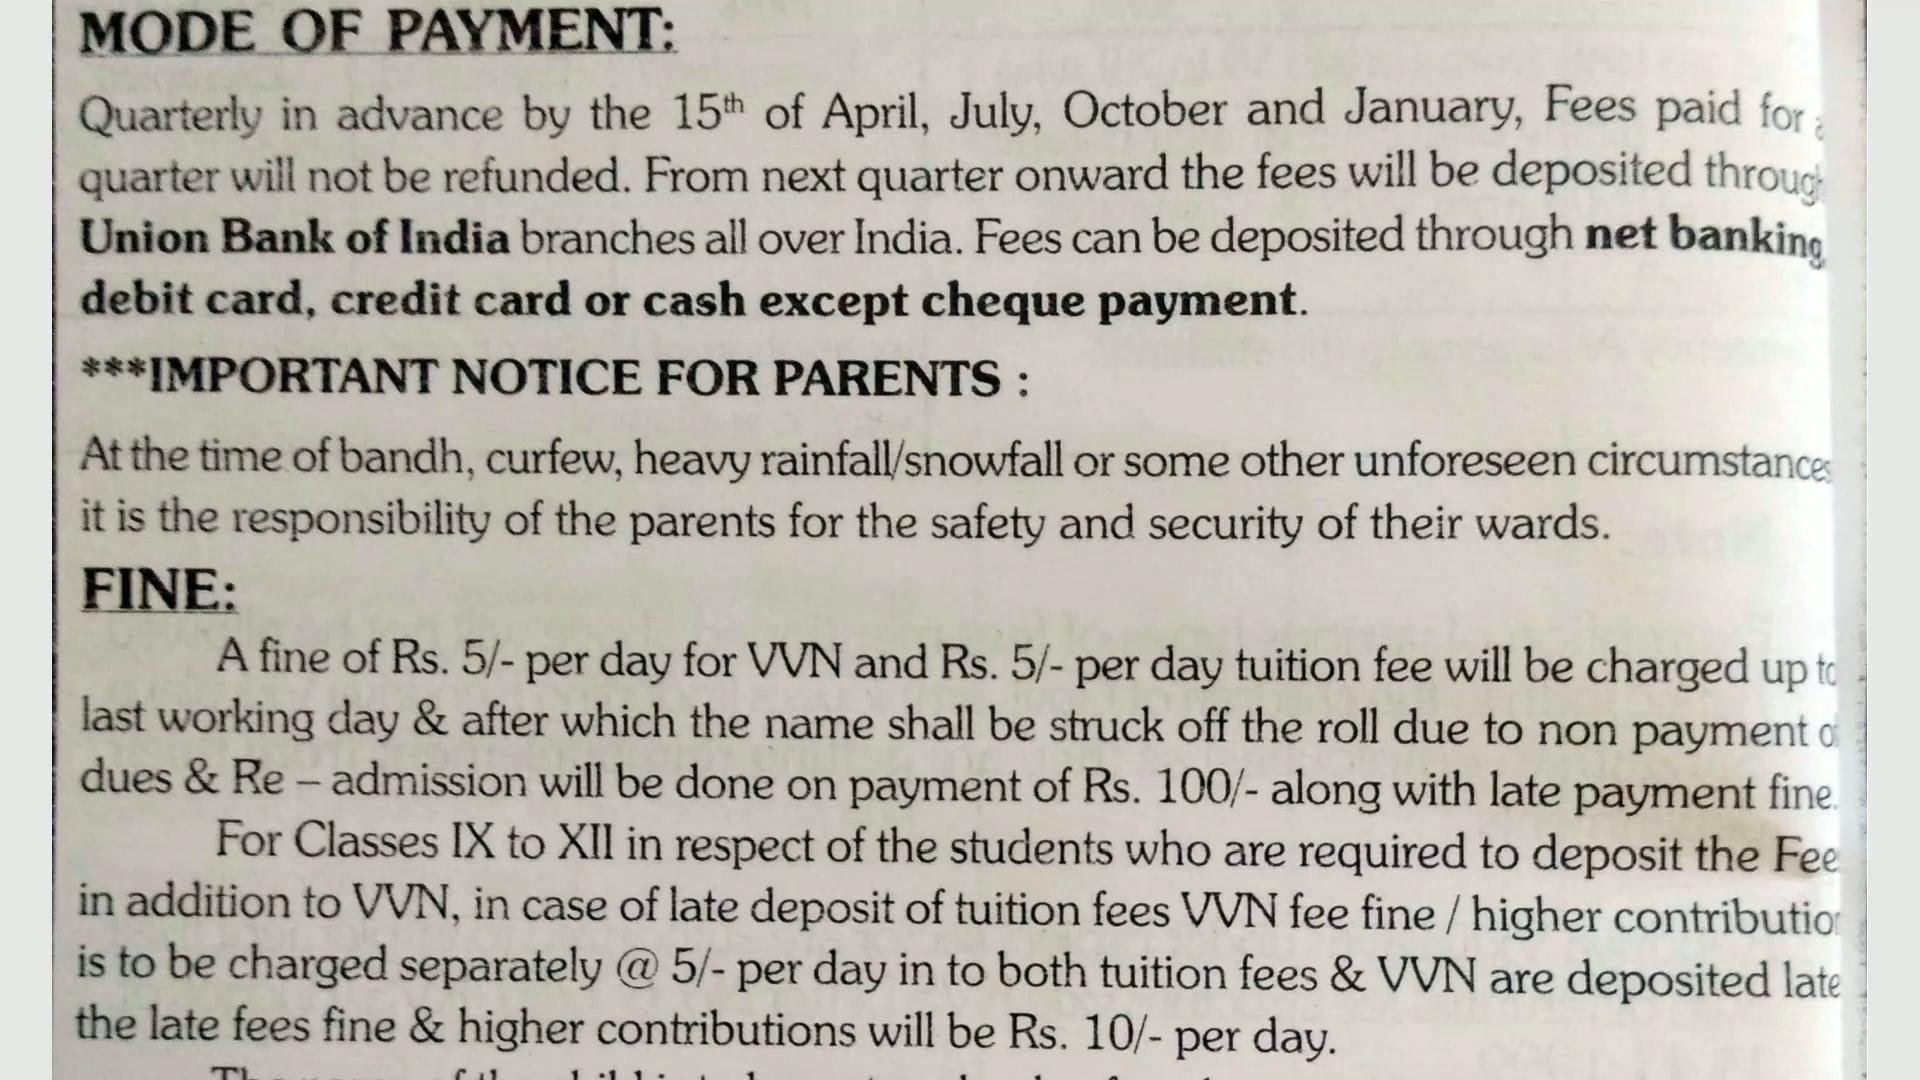 MODE OF PAYMENT:
Quarterly in advance by the 15th of April, July, October and January, Fees paid for
quarter will not be refunded. From next quarter onward the fees will be deposited through
Union Bank of India branches all over India. Fees can be deposited through net banking
debit card, credit card or cash except cheque payment.
***IMPORTANT NOTICE FOR PARENTS :
At the time of bandh, curfew, heavy rainfall/snowfall or some other unforeseen circumstances
it is the responsibility of the parents for the safety and security of their wards.
FINE:
A fine of Rs. 5/- per day for VVN and Rs. 5/- per day tuition fee will be charged up to
last working day & after which the name shall be struck off the roll due to non payment
dues & Re – admission will be done on payment of Rs. 100/- along with late payment fine.
For Classes IX to XII in respect of the students who are required to deposit the Fee
in addition to VVN, in case of late deposit of tuition fees VVN fee fine / higher contribution
is to be charged separately @ 5/- per day in to both tuition fees & VVN are deposited late
the late fees fine & higher contributions will be Rs. 10/- per day.